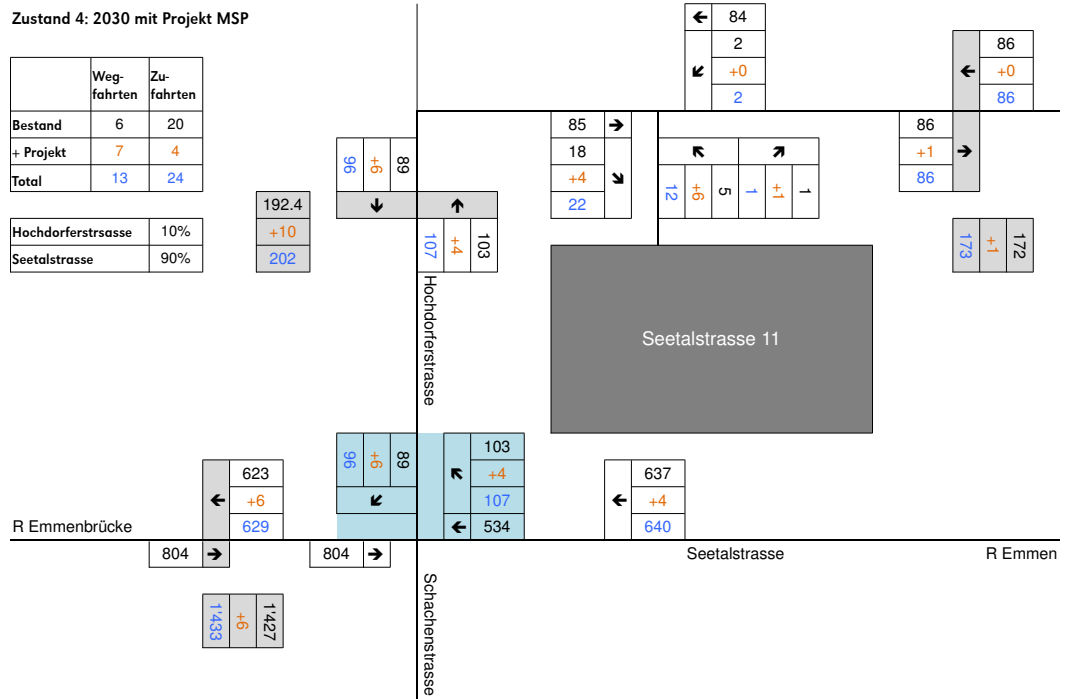 Zustand 4: 2030 mit Projekt MSP
Weg-
fahrten
Zu-
fahrten
Bestand 6 20
+ Projekt 7 4
Total 13 24
Hochdorferstrsasse 10%
Seetalstrasse 90%
84
2
+0
2
86
+0
86
85
18
+4
22
86
+1
86
96 +6 89
12 +6 5 1 +1 1
192.4
+10
202
107 +4 103
173 +1 172
Hochdorferstrasse
Seetalstrasse 11
96 +6 89
103
+4
107
534
623
+6
629
637
+4
640
R Emmenbrücke
804
804
Seetalstrasse
R Emmen
1'433 +6 1'427
Schachenstrasse